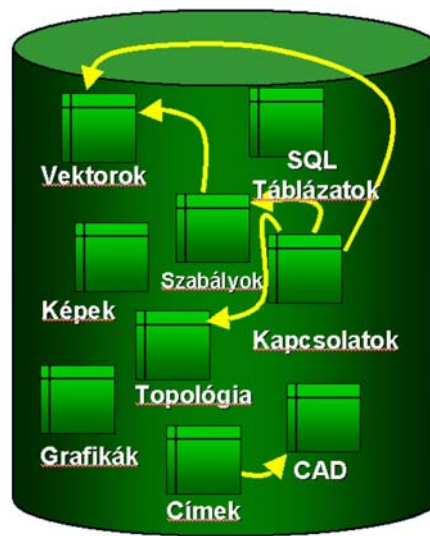 SQL
Vektorok
Táblázatok
Szabályok
Képek
Kapcsolatok
Topológia
Grafikák
CAD
Címek